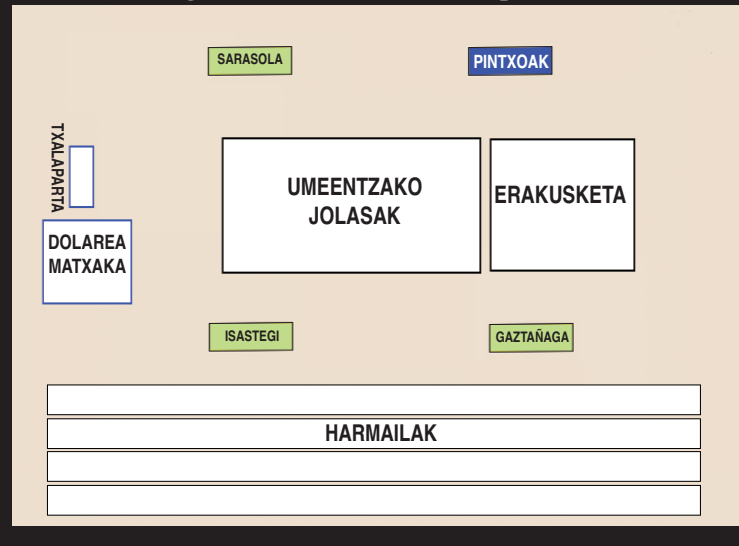 SARASOLA
PINTXOAK
TXALAPARTA
UMEENTZAKO
JOLASAK
ERAKUSKETA
DOLAREA
MATXAKA
ISASTEGI
GAZTAÑAGA
HARMAILAK